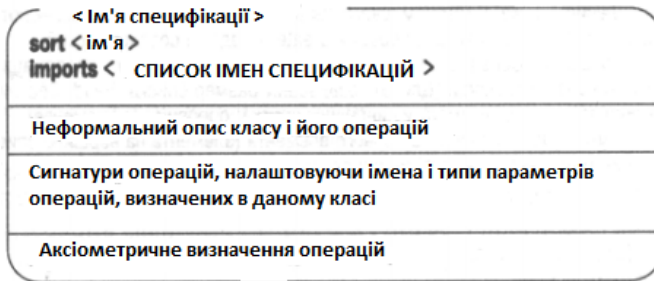 < Ім'я специфікації >
sort < ім'я >
imports < СПИСОК ІМЕН СПЕЦИФІКАЦІЙ >
Неформальний опис класу і його операцій
Сигнатури операцій, налаштовуючи імена і типи параметрів
операцій, визначених в даному класі
Аксіометричне визначення операцій